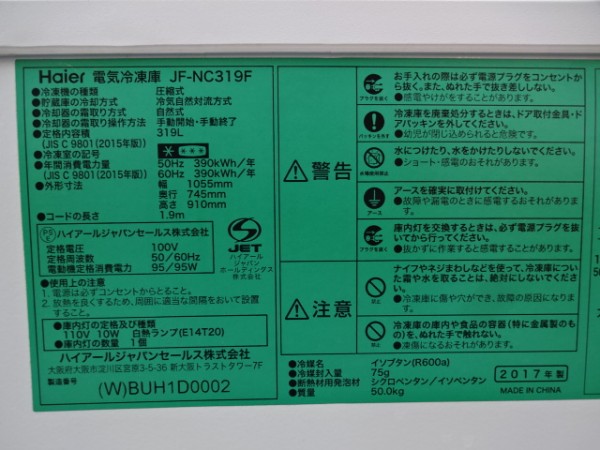 Haier 電気冷凍庫 JF-NC319F
●冷凍機の種類 圧縮式
●貯蔵庫の冷却方式 冷気自然対流方式
●冷却器の霜取り方式 自然式
●冷却器の霜取り操作方法 手動開始・手動終了
●定格内容積 319L
(JIS C 9801(2015年版))
●冷凍室の記号
●年間消費電力量 50Hz 390kWh/年
(JIS C 9801(2015年版)) 60Hz 390kWh/年
●外形寸法 幅 1055mm
奥行 745mm
高さ 910mm
●コードの長さ 1.9m
PSE ハイアールジャパンセールス株式会社
定格電圧 100V
定格周波数 50/60Hz
電動機定格消費電力 95/95W
S JET
ハイアール
ジャパン
ホールディングス
株式会社
●使用上の注意
1. 電源は必ずコンセントからとること。
2. 放熱を良くするため、周囲に適当な間隔をおいて設置
すること。
●庫内灯の定格及び種類
110V 10W 白熱ランプ(E14T20)
●庫内灯の数量 1個
ハイアールジャパンセールス株式会社
大阪府大阪市淀川区宮原3-5-36 新大阪トラストタワー7F
製造番号 (W)BUH1D0002
警告
プラグを抜く
お手入れの際は必ず電源プラグをコンセントか
ら抜く。また、ぬれた手で抜き差ししない。
●感電やけがをすることがあります。
パッキンを外す
冷凍庫を廃棄処分するときは、ドア取付金具・ド
アパッキンを外してください。
●幼児が閉じ込められると危険です。
水場使用禁止
水につけたり、水をかけたりしないでください。
●ショート・感電のおそれがあります。
アースする
アースを確実に取付けてください。
●故障や漏電のときに感電するおそれがありま
す。
プラグを抜く
庫内灯を交換するときは、必ず電源プラグを抜
いてから行ってください。
●抜かずに作業すると感電することがあります。
注意
禁止
ナイフやネジまわしなどを使って、冷凍庫につい
た霜や水を取ることは、絶対にしないでください。
●冷凍庫に傷や穴ができ、故障の原因になりま
す。
禁止
冷凍庫の庫内や食品の容器(特に金属製のも
の)を、ぬれた手で触れない。
●凍傷になるおそれがあります。
●冷媒名 イソブタン(R600a)
●冷媒封入量 75g
●断熱材用発泡材 シクロペンタン/イソペンタン
●質量 50.0kg
2017年製
MADE IN CHINA